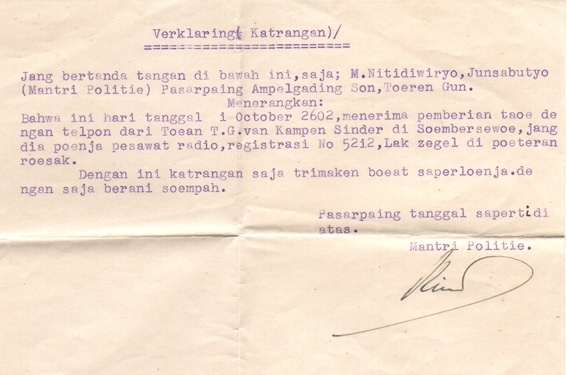 Verklaring( Katrangan)/
Jang bertanda tangan di bawah ini,saja; M.Nitidiwiryo,Junsabutyo
(Mantri Politie) Pasarpaing Ampelgading Son,Toeren Gun.
Menerangkan:
Bahwa ini hari tanggal 1 October 2602,menerima pemberian taoe de
ngan telpon dari Toean T.G.van Kampen Sinder di Soembersewoe,jang
dia poenja pesawat radio,registrasi No 5212,Lak zegel di poeteran
roesak.
Dengan ini katrangan saja trimaken boeat saperloenja.de
ngan saja berani soempah.
Pasarpaing tanggal sapertidi
atas.
Mantri Politie.